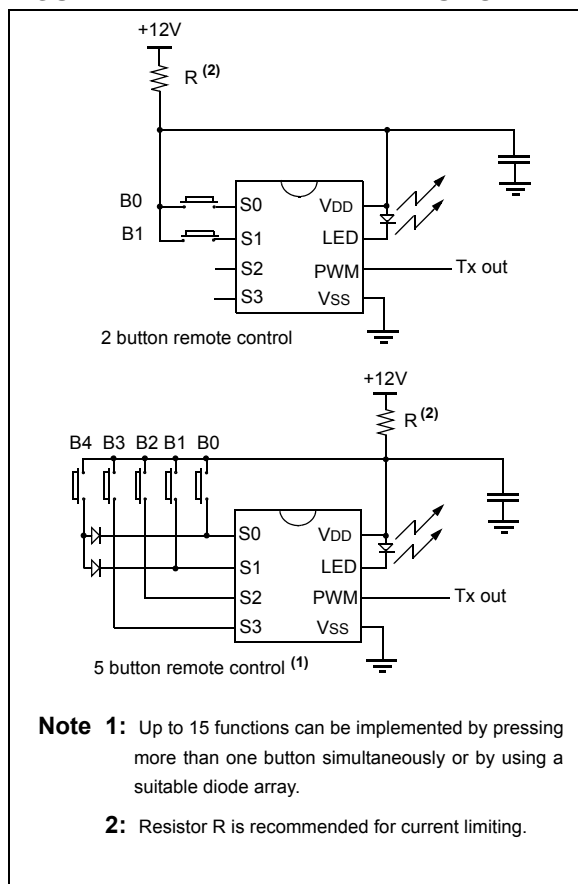 +12V
R (2)
B0
B1
S0
S1
S2
S3
VDD
LED
PWM
VSS
Tx out
2 button remote control
+12V
R (2)
B4 B3 B2 B1 B0
S0
S1
S2
S3
VDD
LED
PWM
VSS
Tx out
5 button remote control (1)
Note 1: Up to 15 functions can be implemented by pressing
more than one button simultaneously or by using a
suitable diode array.
2: Resistor R is recommended for current limiting.